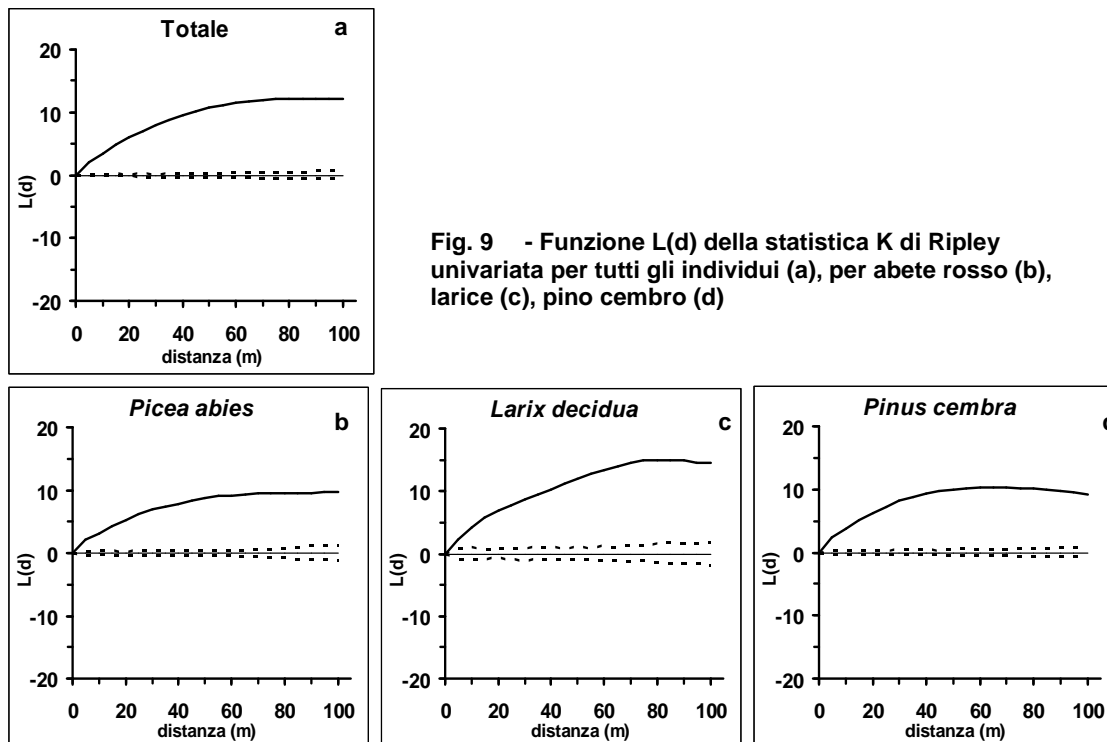 Totale
a
20
10
0
-10
-20
L(d)
0 20 40 60 80 100
distanza (m)
Fig. 9 - Funzione L(d) della statistica K di Ripley
univariata per tutti gli individui (a), per abete rosso (b),
larice (c), pino cembro (d)
Picea abies
b
20
10
0
-10
-20
L(d)
0 20 40 60 80 100
distanza (m)
Larix decidua
c
20
10
0
-10
-20
L(d)
0 20 40 60 80 100
distanza (m)
Pinus cembra
20
10
0
-10
-20
L(d)
0 20 40 60 80 100
distanza (m)